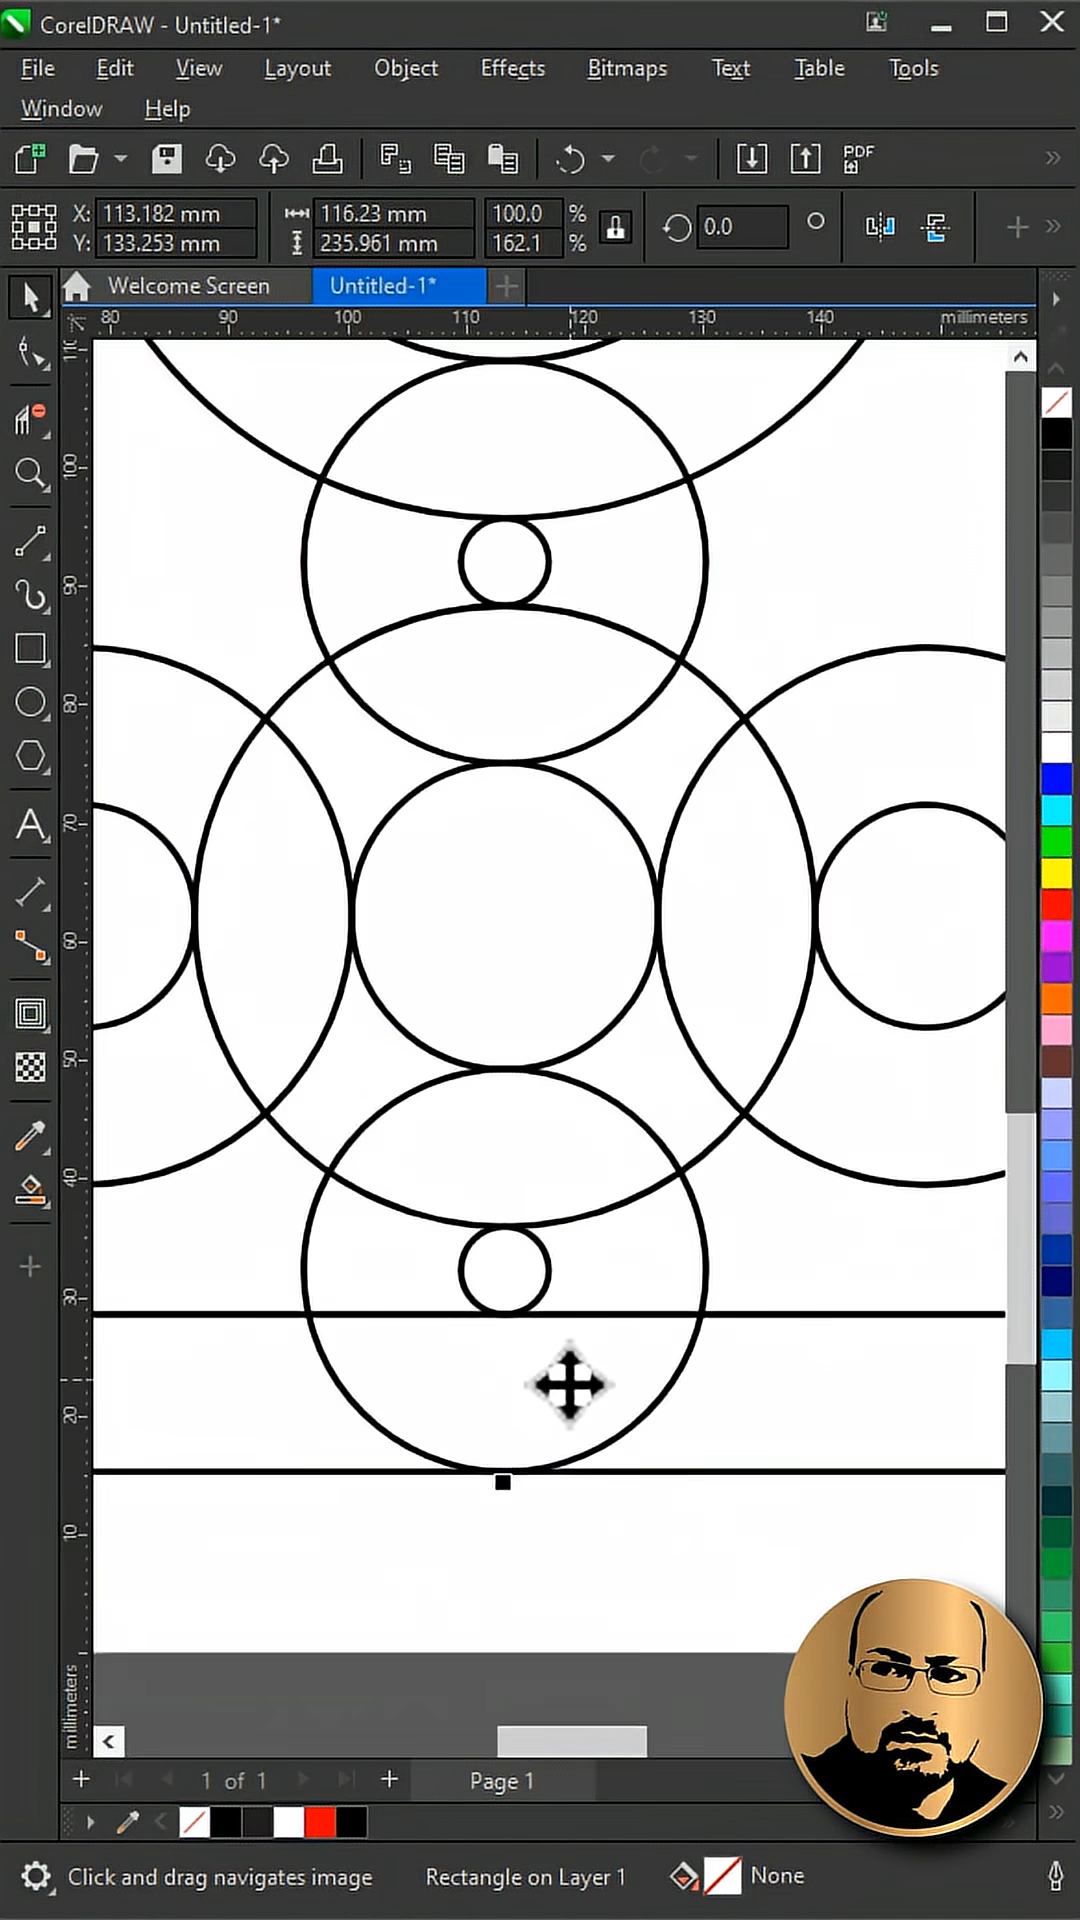 CorelDRAW - Untitled-1*
File Edit View Layout Object Effects Bitmaps Text Table Tools
Window Help
PDF
X: 113.182 mm 116.23 mm 100.0 %
Y: 133.253 mm 235.961 mm 162.1 %
0.0
Welcome Screen Untitled-1*
80 90 100 110 120 130 140 millimeters
100
90
80
70
60
50
40
30
20
10
millimeters
1 of 1 Page 1
Click and drag navigates image Rectangle on Layer 1 None